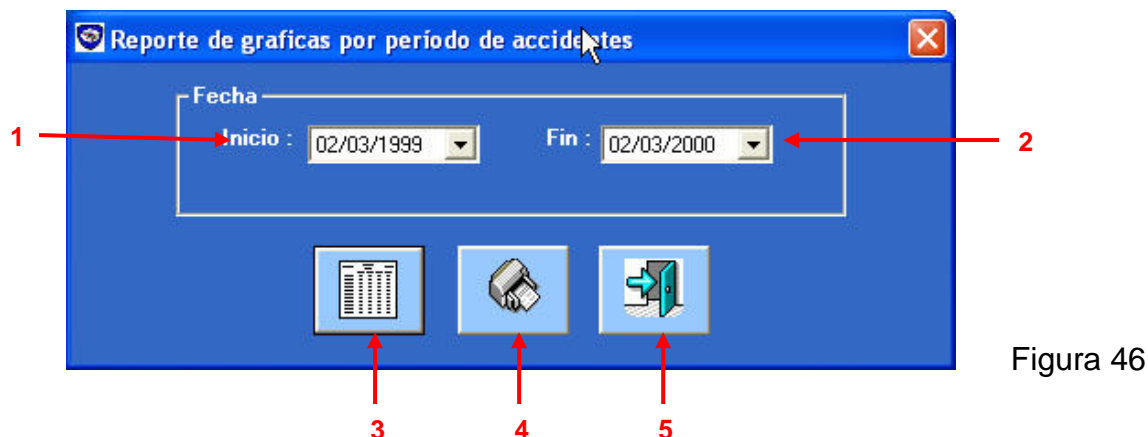 Reporte de graficas por período de accidentes
Fecha
1 Inicio : 02/03/1999 Fin : 02/03/2000 2
Figura 46
3 4 5